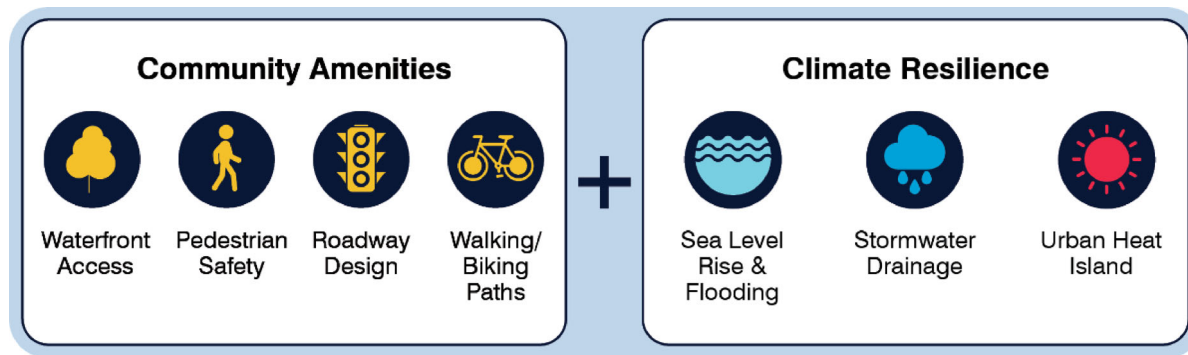 Community Amenities
Waterfront
Access
Pedestrian
Safety
Roadway
Design
Walking/
Biking
Paths
+
Climate Resilience
Sea Level
Rise &
Flooding
Stormwater
Drainage
Urban Heat
Island